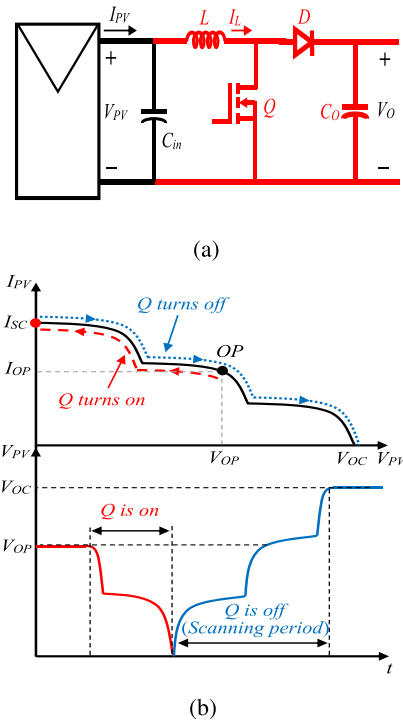 I_PV
L
I_L
D
+
+
V_PV
C_in
Q
C_O
V_O
−
−
(a)
I_PV
Q turns off
I_SC
OP
I_OP
Q turns on
V_PV
V_OP
V_OC
V_PV
V_OC
Q is on
V_OP
Q is off
(Scanning period)
t
(b)